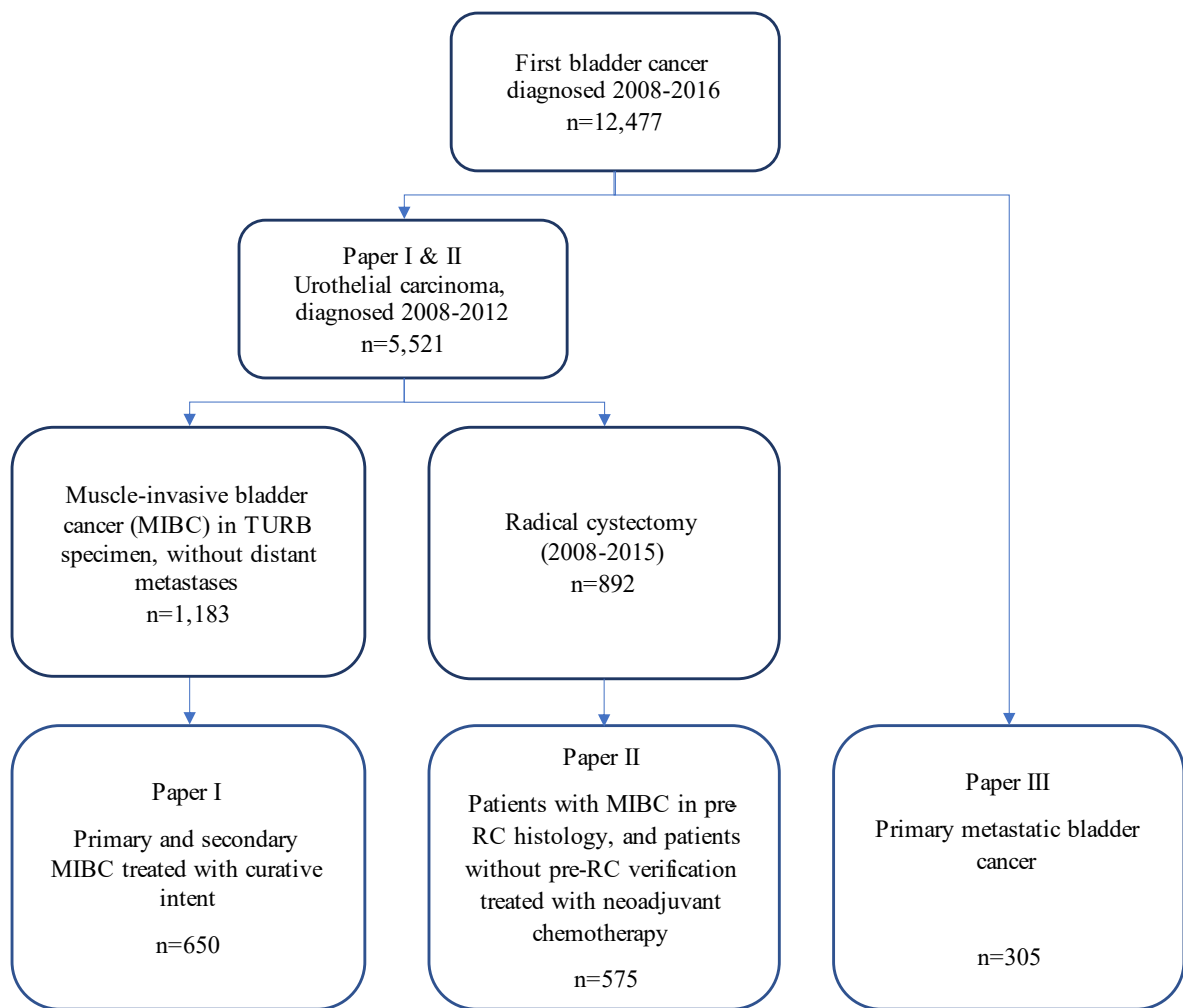 First bladder cancer
diagnosed 2008-2016
n=12,477
Paper I & II
Urothelial carcinoma,
diagnosed 2008-2012
n=5,521
Muscle-invasive bladder
cancer (MIBC) in TURB
specimen, without distant
metastases
n=1,183
Radical cystectomy
(2008-2015)
n=892
Paper I
Primary and secondary
MIBC treated with curative
intent
n=650
Paper II
Patients with MIBC in pre-
RC histology, and patients
without pre-RC verification
treated with neoadjuvant
chemotherapy
n=575
Paper III
Primary metastatic bladder
cancer
n=305